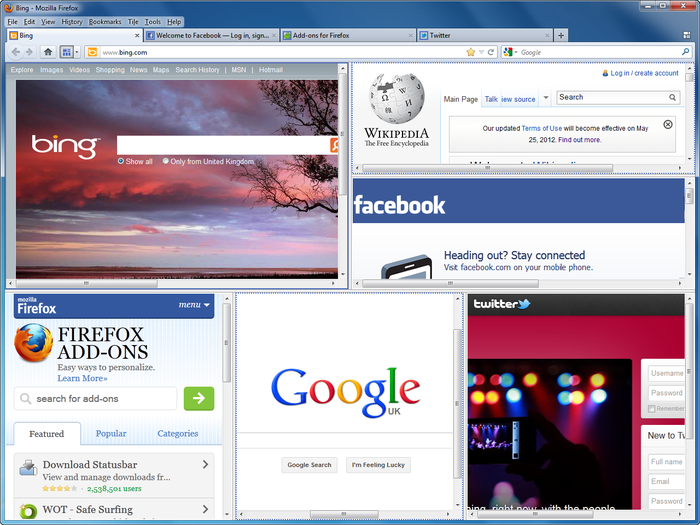 Bing - Mozilla Firefox
File Edit View History Bookmarks Tile Tools Help
Bing
Welcome to Facebook — Log in, sign...
Add-ons for Firefox
Twitter
www.bing.com
Google
Explore Images Videos Shopping News Maps Search History | MSN | Hotmail
bing™
Show all Only from United Kingdom
Log in / create account
Main Page Talk iew source
Search
WIKIPEDIA
The Free Encyclopedia
Our updated Terms of Use will become effective on May
25, 2012. Find out more.
facebook
Heading out? Stay connected
Visit facebook.com on your mobile phone.
mozilla
Firefox
menu
FIREFOX
ADD-ONS
Easy ways to personalize.
Learn More»
search for add-ons
Featured Popular Categories
Download Statusbar
View and manage downloads fr...
2,538,501 users
WOT - Safe Surfing
Google
UK
Google Search I'm Feeling Lucky
twitter
Username
Password
Remember
New to Tw
Full name
Email
Password
ing, right now, with the people